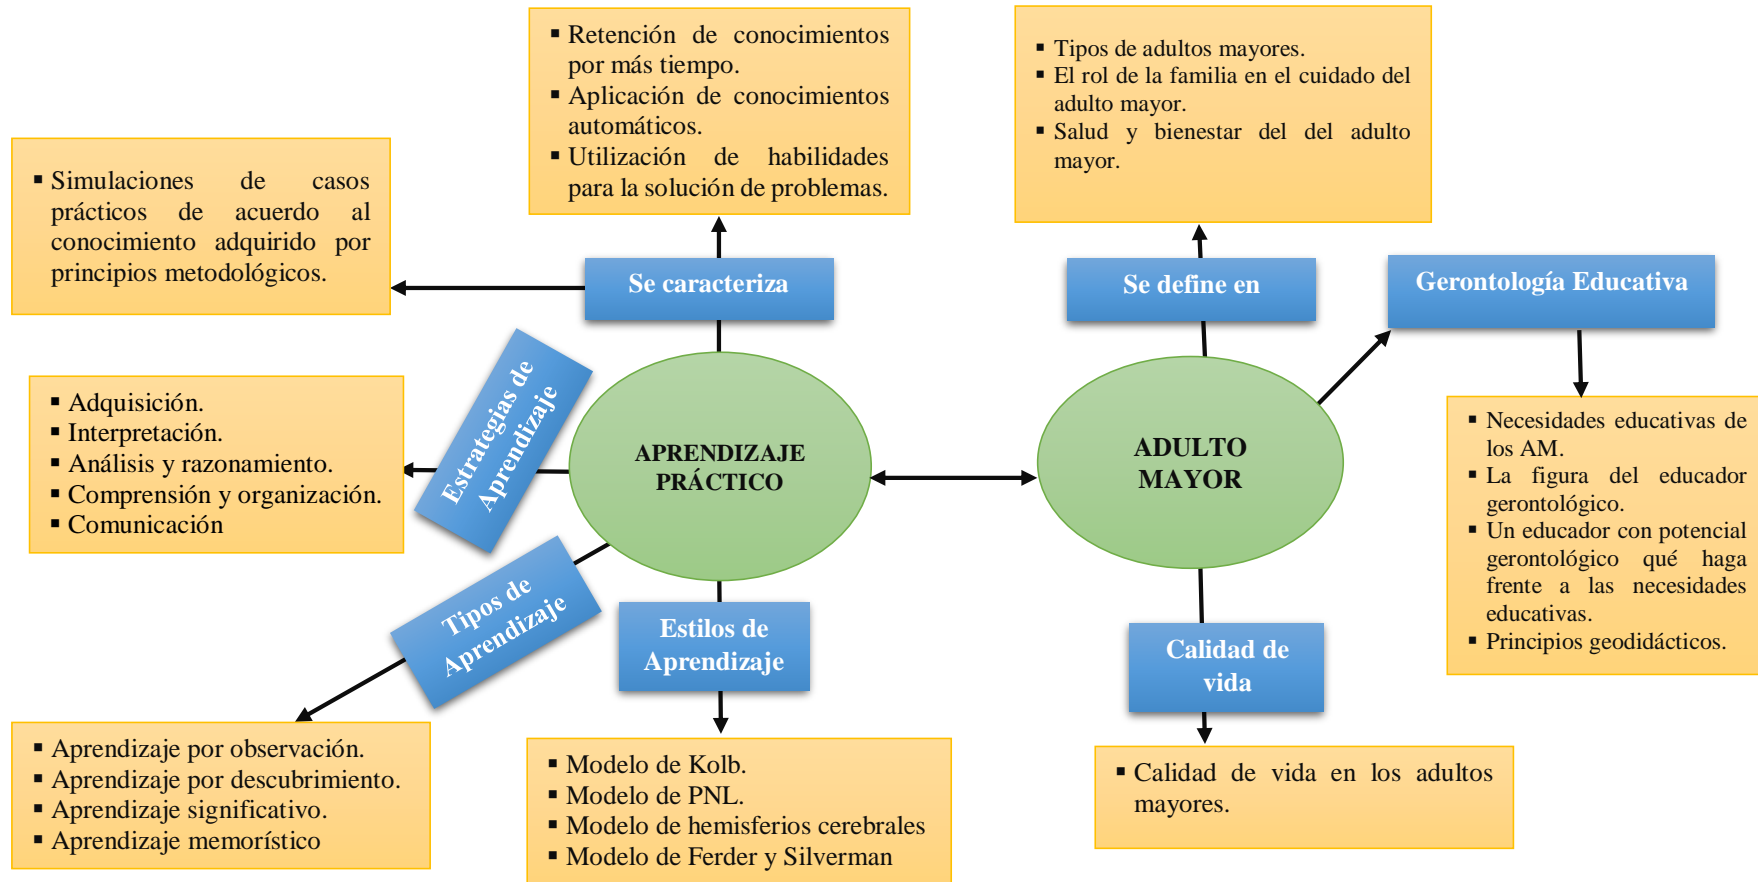 ▪ Retención de conocimientos
por más tiempo.
▪ Aplicación de conocimientos
automáticos.
▪ Utilización de habilidades
para la solución de problemas.
▪ Tipos de adultos mayores.
▪ El rol de la familia en el cuidado del
adulto mayor.
▪ Salud y bienestar del del adulto
mayor.
▪ Simulaciones de casos
prácticos de acuerdo al
conocimiento adquirido por
principios metodológicos.
Se caracteriza
Se define en
Gerontología Educativa
Estrategias de
Aprendizaje
▪ Adquisición.
▪ Interpretación.
▪ Análisis y razonamiento.
▪ Comprensión y organización.
▪ Comunicación
APRENDIZAJE
PRÁCTICO
ADULTO
MAYOR
▪ Necesidades educativas de
los AM.
▪ La figura del educador
gerontológico.
▪ Un educador con potencial
gerontológico qué haga
frente a las necesidades
educativas.
▪ Principios geodidácticos.
Tipos de
Aprendizaje
Estilos de
Aprendizaje
Calidad de
vida
▪ Aprendizaje por observación.
▪ Aprendizaje por descubrimiento.
▪ Aprendizaje significativo.
▪ Aprendizaje memorístico
▪ Modelo de Kolb.
▪ Modelo de PNL.
▪ Modelo de hemisferios cerebrales
▪ Modelo de Ferder y Silverman
▪ Calidad de vida en los adultos
mayores.